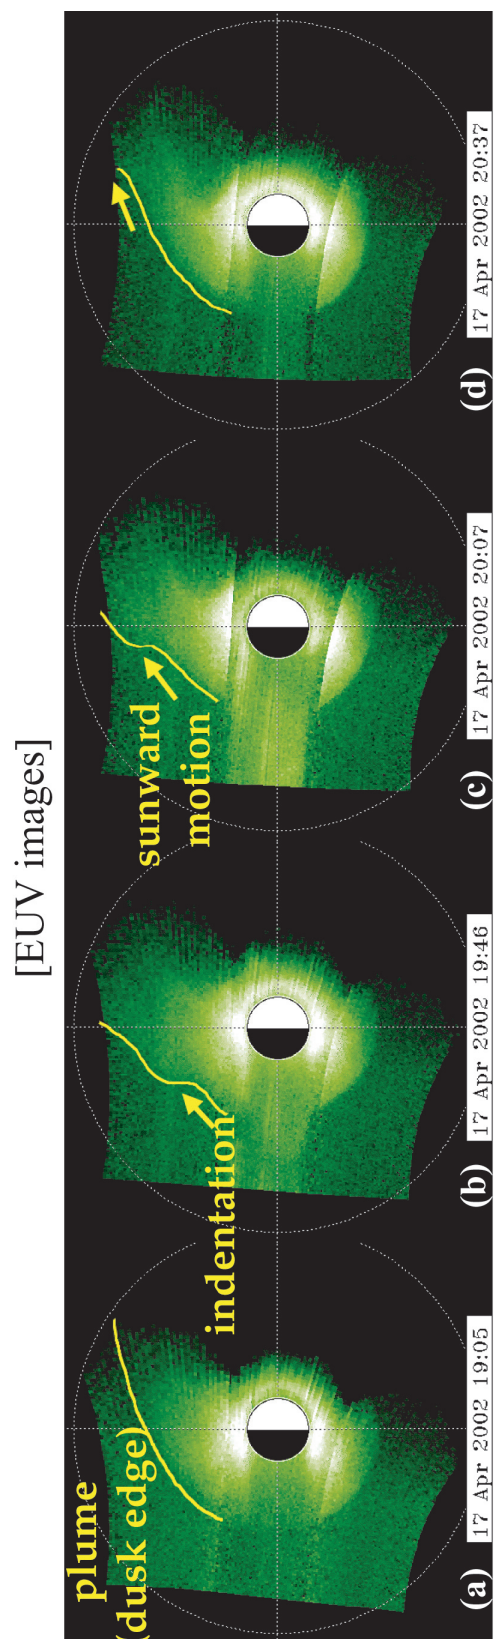 [EUV images]
plume
(dusk edge)
indentation
sunward
motion
(a)
17 Apr 2002 19:05
(b)
17 Apr 2002 19:46
(c)
17 Apr 2002 20:07
(d)
17 Apr 2002 20:37